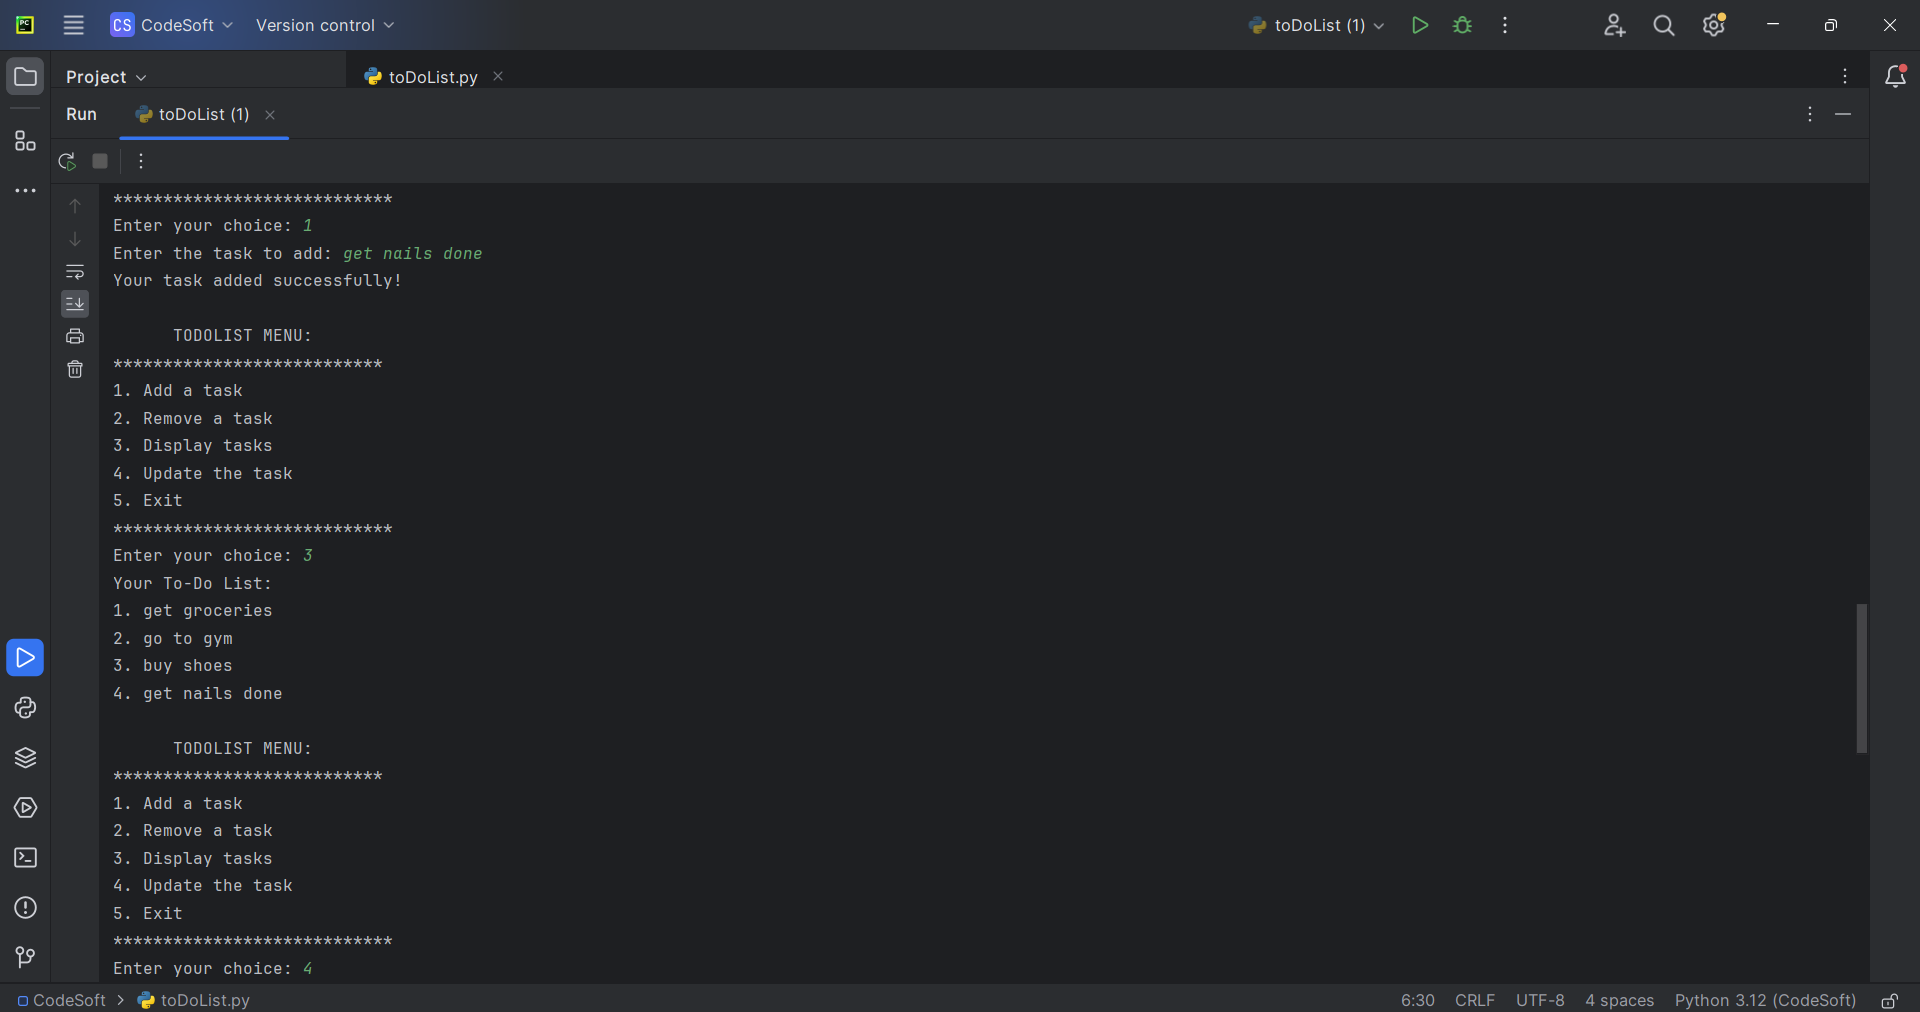 PC
CS CodeSoft Version control toDoList (1)
Project toDoList.py
Run toDoList (1)
****************************
Enter your choice: 1
Enter the task to add: get nails done
Your task added successfully!
TODOLIST MENU:
***************************
1. Add a task
2. Remove a task
3. Display tasks
4. Update the task
5. Exit
****************************
Enter your choice: 3
Your To-Do List:
1. get groceries
2. go to gym
3. buy shoes
4. get nails done
TODOLIST MENU:
***************************
1. Add a task
2. Remove a task
3. Display tasks
4. Update the task
5. Exit
****************************
Enter your choice: 4
CodeSoft > toDoList.py 6:30 CRLF UTF-8 4 spaces Python 3.12 (CodeSoft)